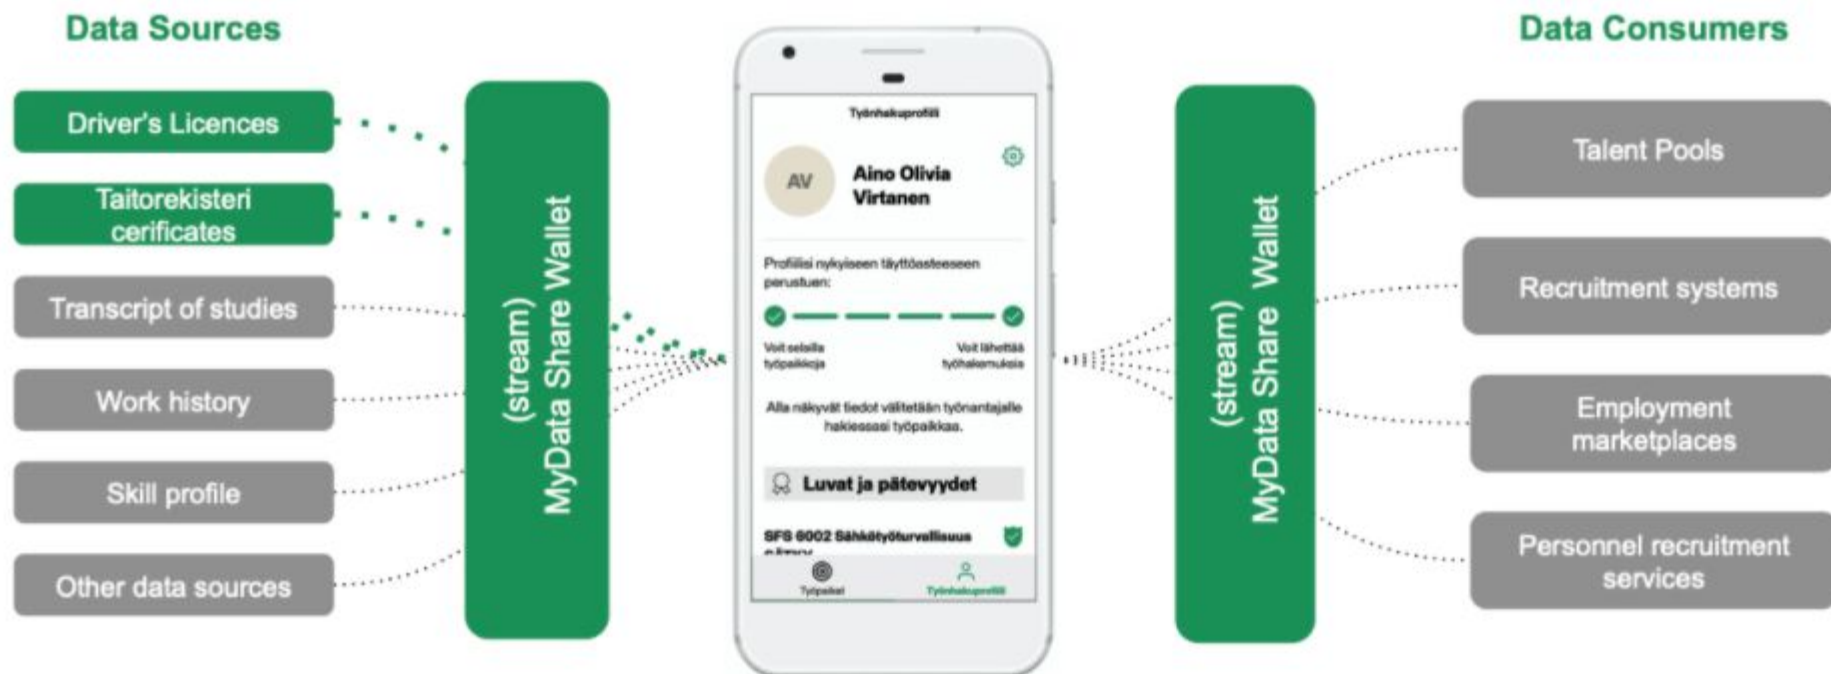 Data Sources
Driver's Licences
Taitorekisteri
cerificates
Transcript of studies
Work history
Skill profile
Other data sources
(stream)
MyData Share Wallet
Työnhakuprofiili
AV
Aino Olivia
Virtanen
Profiilisi nykyiseen täyttöasteeseen
perustuen:
Voit selailla
työpaikkoja
Voit lähettää
työhakemuksia
Alla näkyvät tiedot välitetään työnantajalle
hakiessasi työpaikkaa.
Luvat ja pätevyydet
SFS 6002 Sähkötyöturvallisuus
Työpaikat
Työnhakuprofiili
(stream)
MyData Share Wallet
Data Consumers
Talent Pools
Recruitment systems
Employment
marketplaces
Personnel recruitment
services